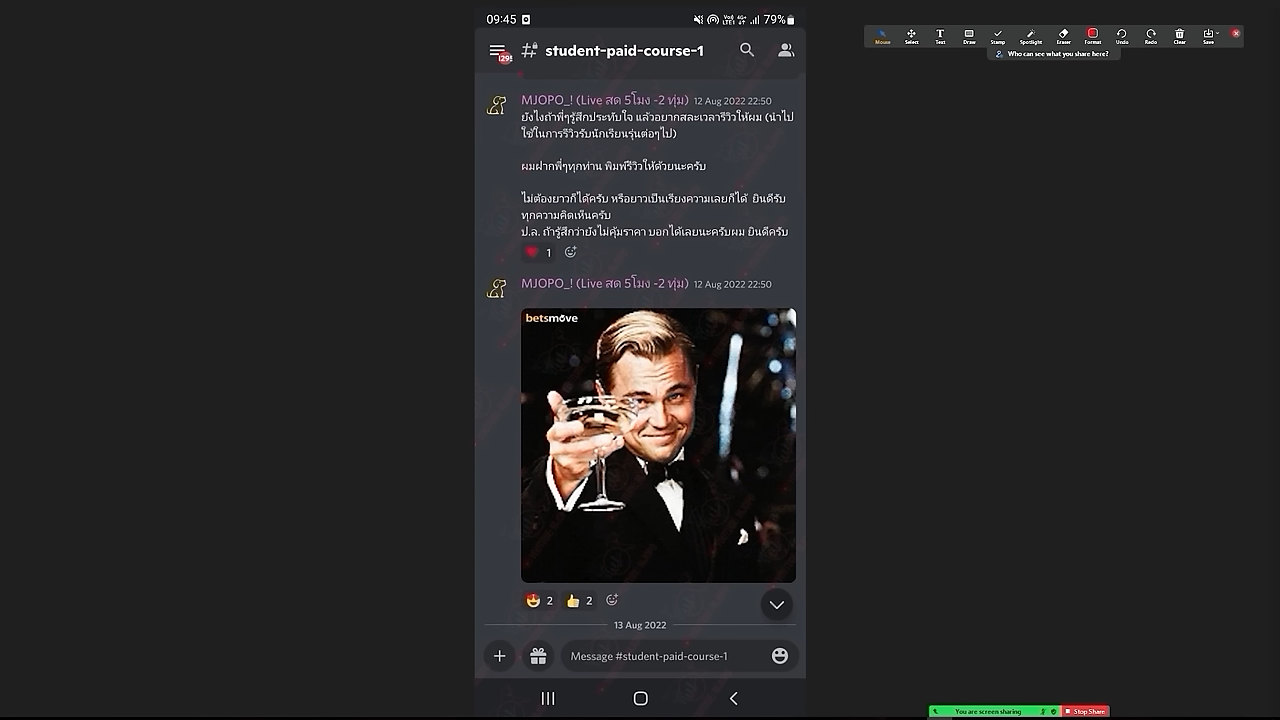 09:45
79%
student-paid-course-1
Mouse
Select
Text
Draw
Stamp
Spotlight
Eraser
Format
Undo
Redo
Clear
Save
Who can see what you share here?
MJOPO_! (Live สด 5โมง -2 ทุ่ม) 12 Aug 2022 22:50
ยังไงถ้าพี่ๆรู้สึกประทับใจ แล้วอยากสละเวลารีวิวให้ผม (นำไป
ใช้ในการรีวิวรับนักเรียนรุ่นต่อๆไป)
ผมฝากพี่ๆทุกท่าน พิมพ์รีวิวให้ด้วยนะครับ
ไม่ต้องยาวก็ได้ครับ หรือยาวเป็นเรียงความเลยก็ได้ ยินดีรับ
ทุกความคิดเห็นครับ
ป.ล. ถ้ารู้สึกว่ายังไม่คุ้มราคา บอกได้เลยนะครับผม ยินดีครับ
1
MJOPO_! (Live สด 5โมง -2 ทุ่ม) 12 Aug 2022 22:50
betsmove
2 2
13 Aug 2022
Message #student-paid-course-1
You are screen sharing
Stop Share